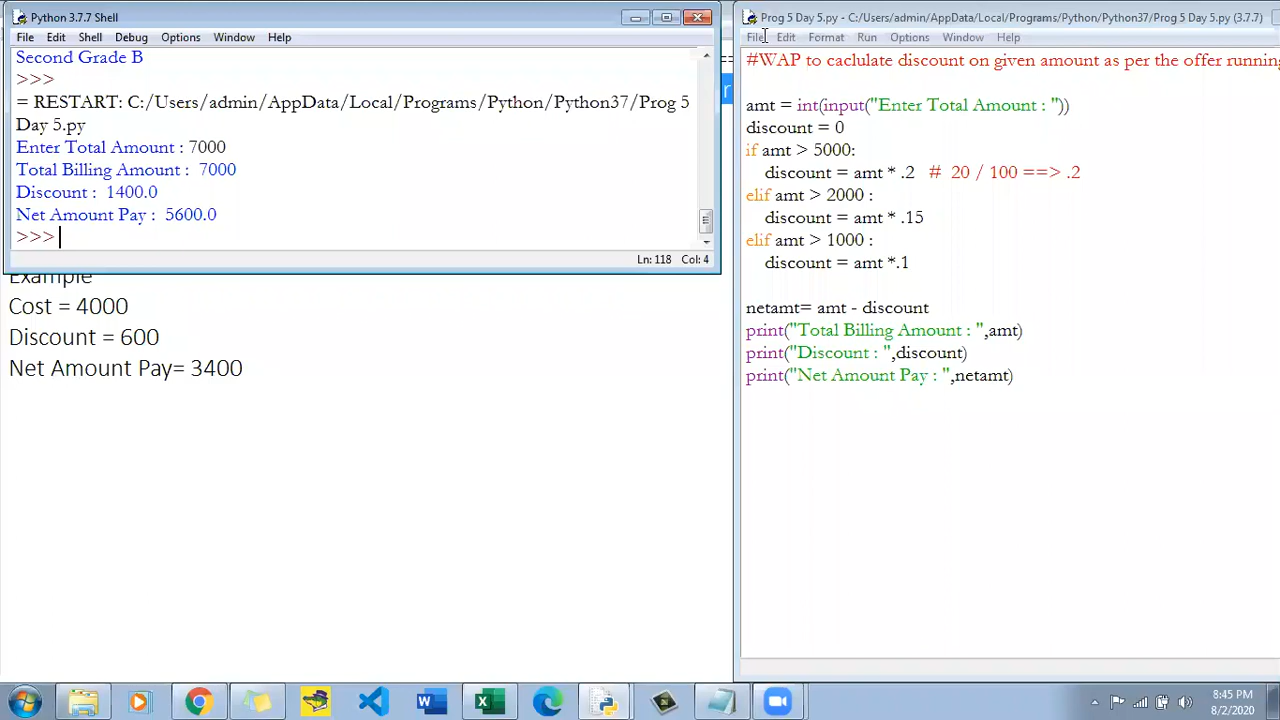 Python 3.7.7 Shell
File Edit Shell Debug Options Window Help
Second Grade B
>>>
= RESTART: C:/Users/admin/AppData/Local/Programs/Python/Python37/Prog 5
Day 5.py
Enter Total Amount : 7000
Total Billing Amount :  7000
Discount :  1400.0
Net Amount Pay :  5600.0
>>>
Ln: 118 Col: 4
Example
Cost = 4000
Discount = 600
Net Amount Pay= 3400
Prog 5 Day 5.py - C:/Users/admin/AppData/Local/Programs/Python/Python37/Prog 5 Day 5.py (3.7.7)
File Edit Format Run Options Window Help
#WAP to caclulate discount on given amount as per the offer running
amt = int(input("Enter Total Amount : "))
discount = 0
if amt > 5000:
discount = amt * .2   #  20 / 100 ==> .2
elif amt > 2000 :
discount = amt * .15
elif amt > 1000 :
discount = amt *.1
netamt= amt - discount
print("Total Billing Amount : ",amt)
print("Discount : ",discount)
print("Net Amount Pay : ",netamt)
8:45 PM
8/2/2020